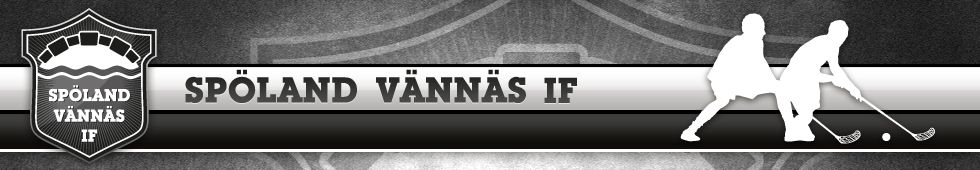 SPÖLAND
VÄNNÄS
IF
SPÖLAND VÄNNÄS IF